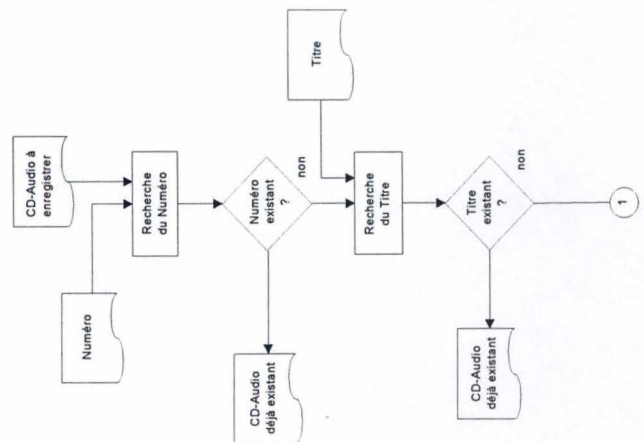 CD-Audio à
enregistrer
Numéro
Recherche
du Numéro
Titre
Numéro
existant
?
non
CD-Audio
déjà existant
Recherche
du Titre
Titre
existant
?
non
CD-Audio
déjà existant
1